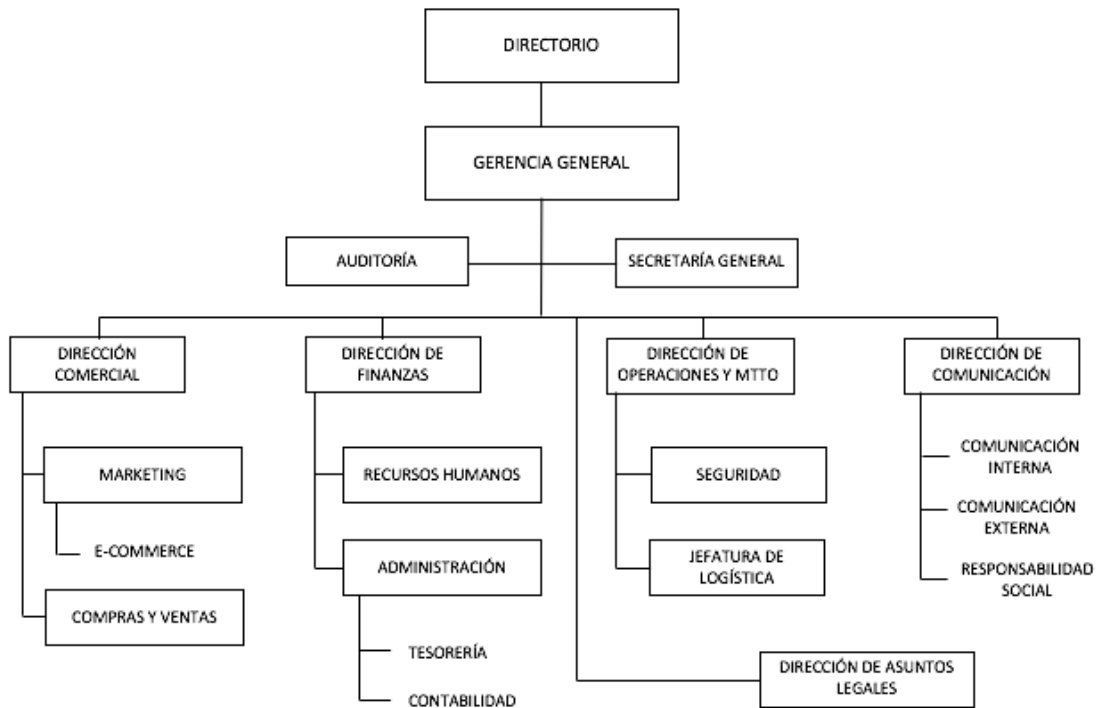 DIRECTORIO
GERENCIA GENERAL
AUDITORÍA
SECRETARÍA GENERAL
DIRECCIÓN
COMERCIAL
MARKETING
E-COMMERCE
COMPRAS Y VENTAS
DIRECCIÓN DE
FINANZAS
RECURSOS HUMANOS
ADMINISTRACIÓN
TESORERÍA
CONTABILIDAD
DIRECCIÓN DE
OPERACIONES Y MTTO
SEGURIDAD
JEFATURA DE
LOGÍSTICA
DIRECCIÓN DE
COMUNICACIÓN
COMUNICACIÓN
INTERNA
COMUNICACIÓN
EXTERNA
RESPONSABILIDAD
SOCIAL
DIRECCIÓN DE ASUNTOS
LEGALES